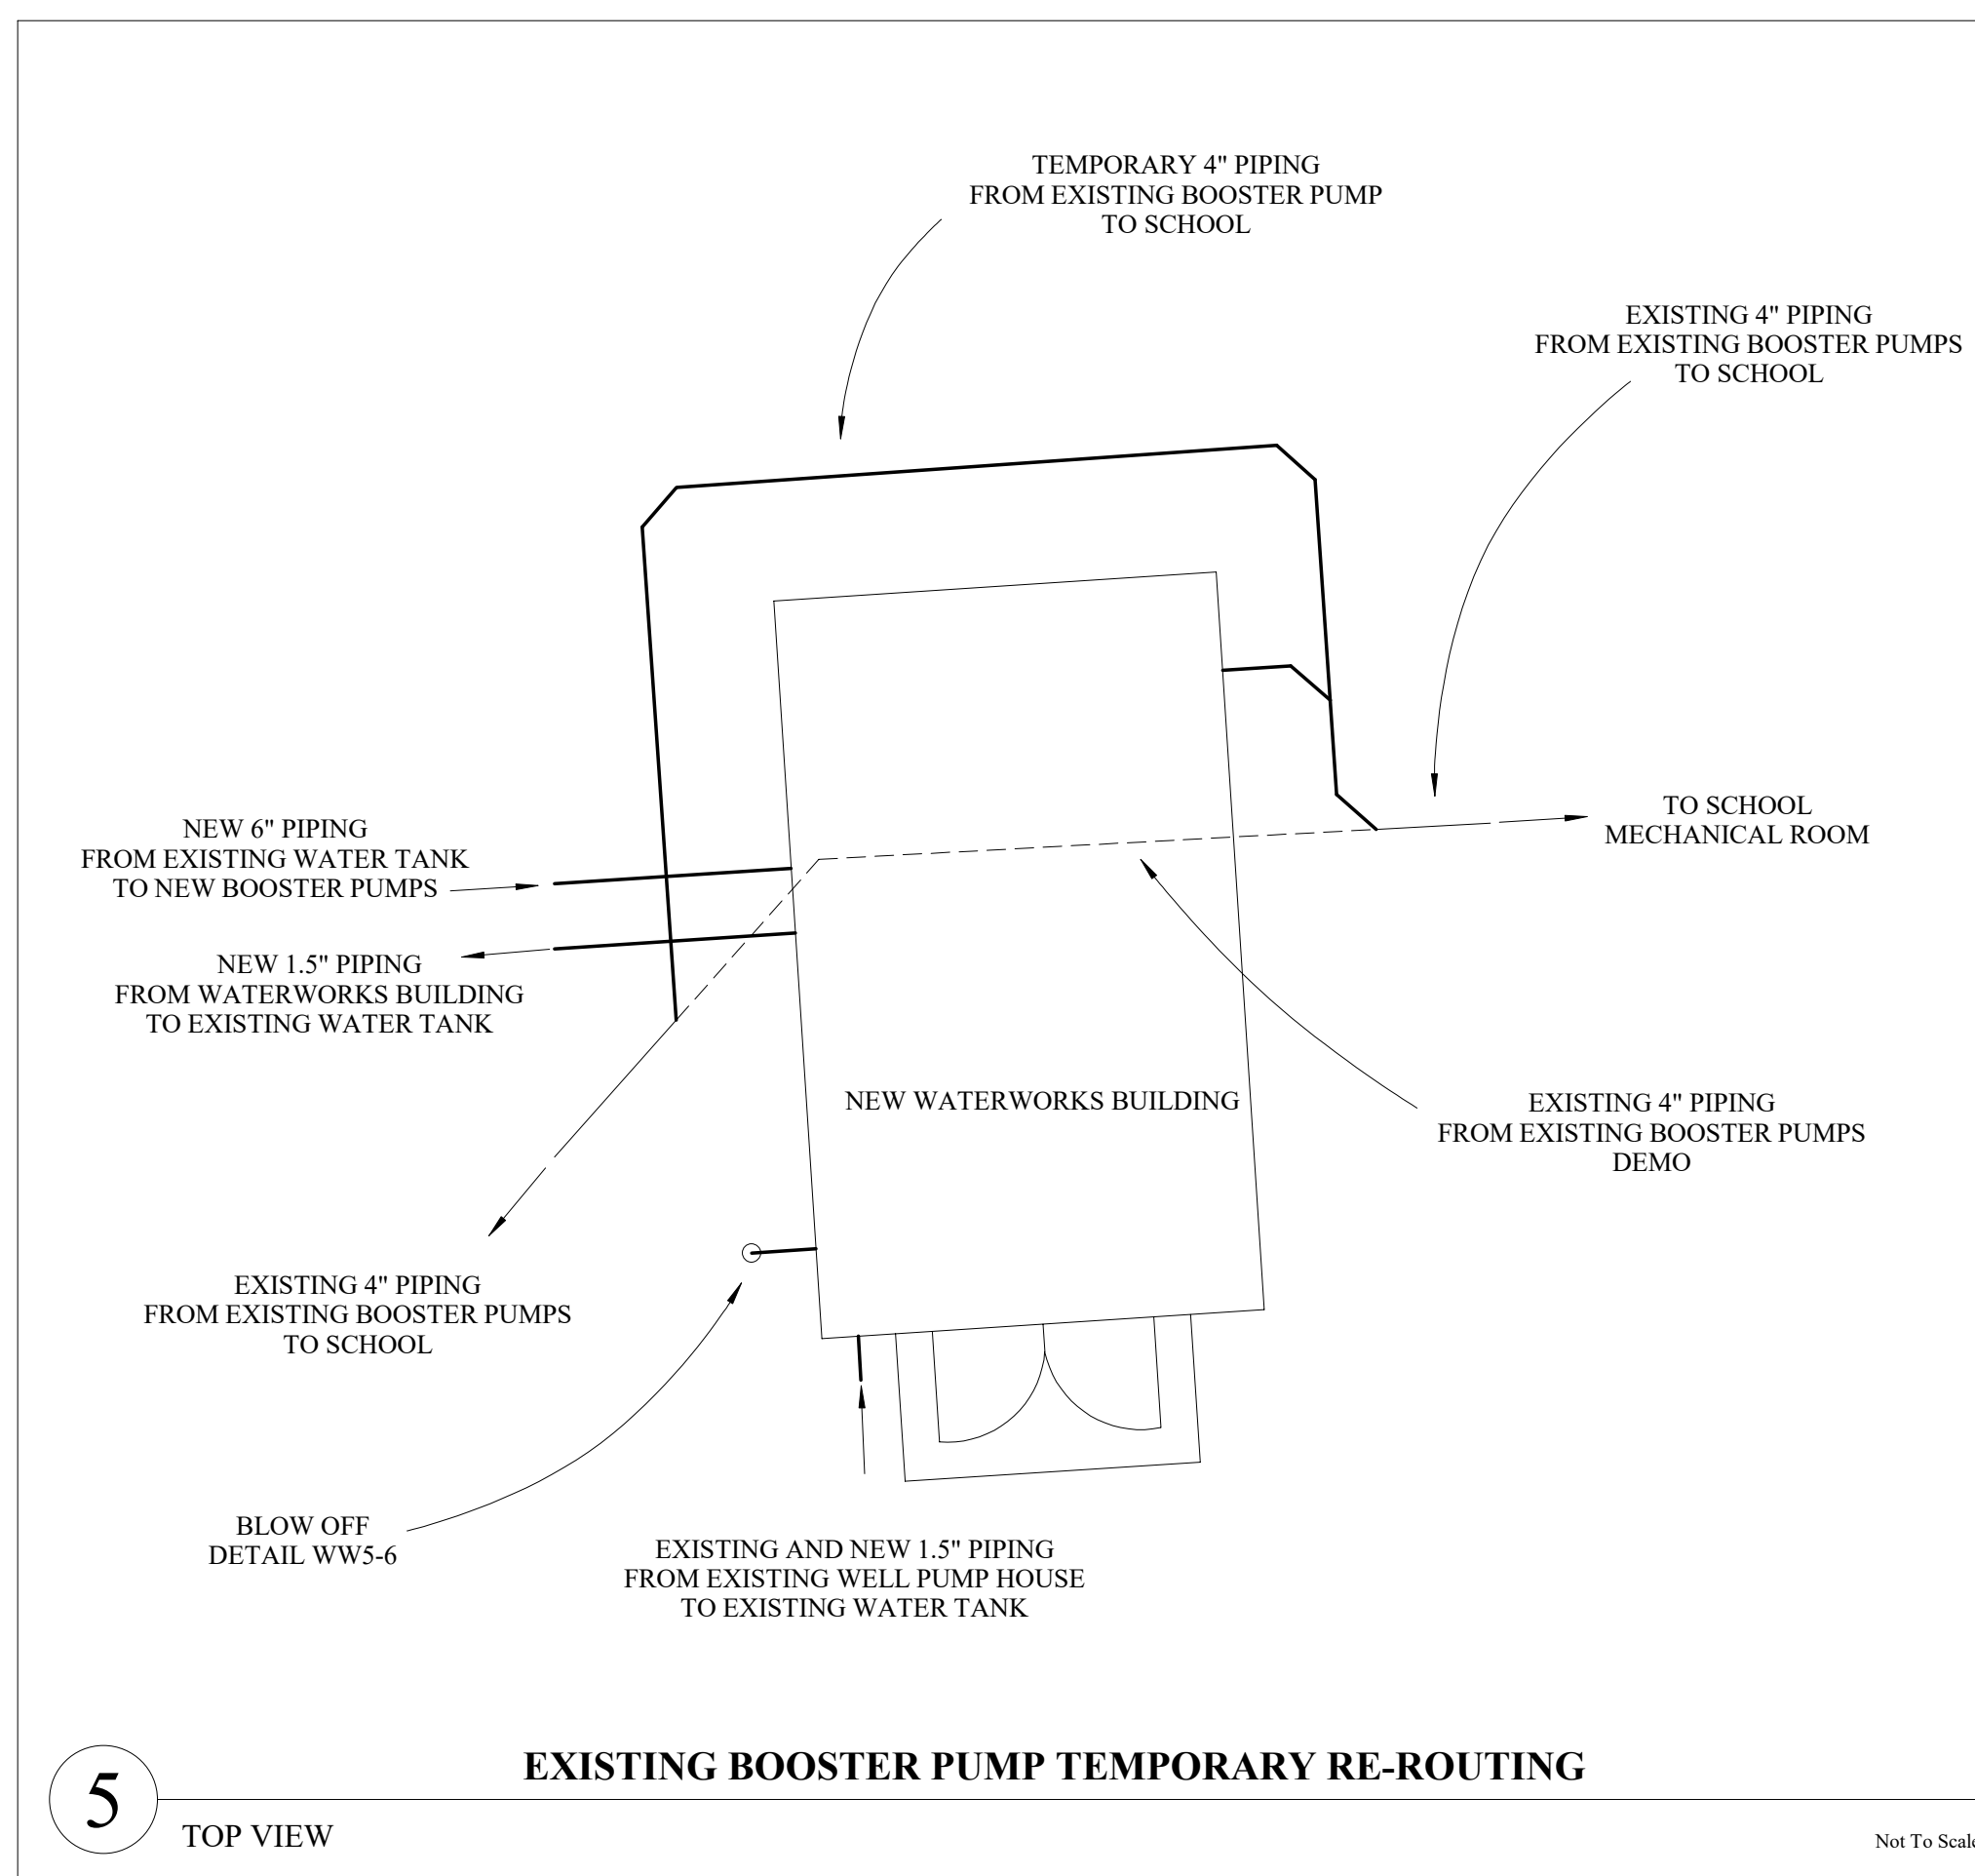 TEMPORARY 4" PIPING
FROM EXISTING BOOSTER PUMP
TO SCHOOL
EXISTING 4" PIPING
FROM EXISTING BOOSTER PUMPS
TO SCHOOL
TO SCHOOL
MECHANICAL ROOM
NEW 6" PIPING
FROM EXISTING WATER TANK
TO NEW BOOSTER PUMPS
NEW 1.5" PIPING
FROM WATERWORKS BUILDING
TO EXISTING WATER TANK
NEW WATERWORKS BUILDING
EXISTING 4" PIPING
FROM EXISTING BOOSTER PUMPS
DEMO
EXISTING 4" PIPING
FROM EXISTING BOOSTER PUMPS
TO SCHOOL
BLOW OFF
DETAIL WW5-6
EXISTING AND NEW 1.5" PIPING
FROM EXISTING WELL PUMP HOUSE
TO EXISTING WATER TANK
5
EXISTING BOOSTER PUMP TEMPORARY RE-ROUTING
TOP VIEW
Not To Scale